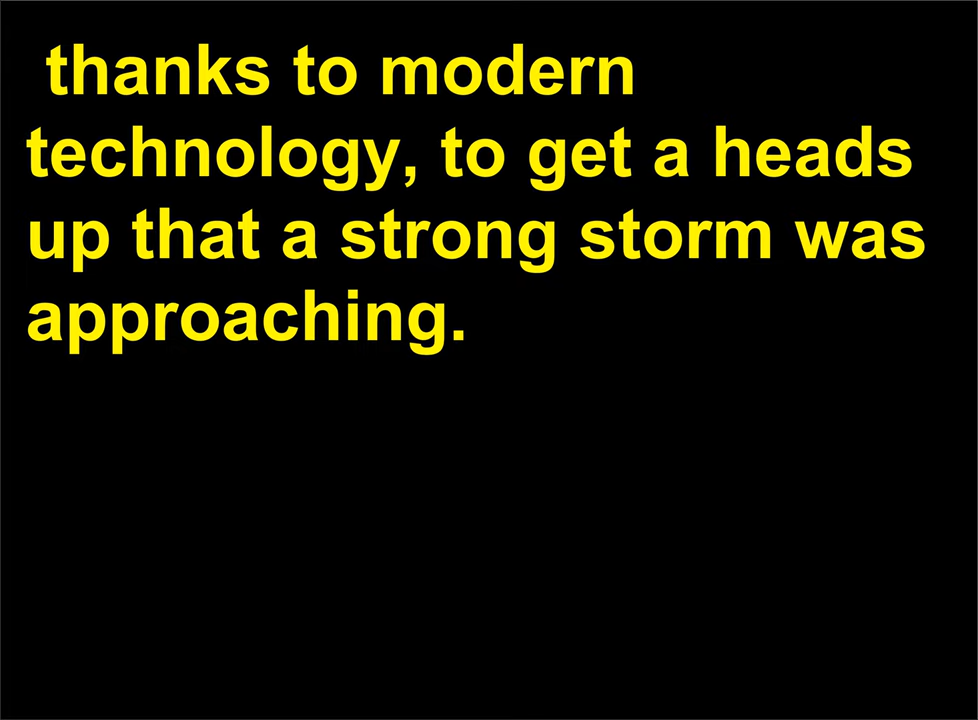 thanks to modern
technology, to get a heads
up that a strong storm was
approaching.